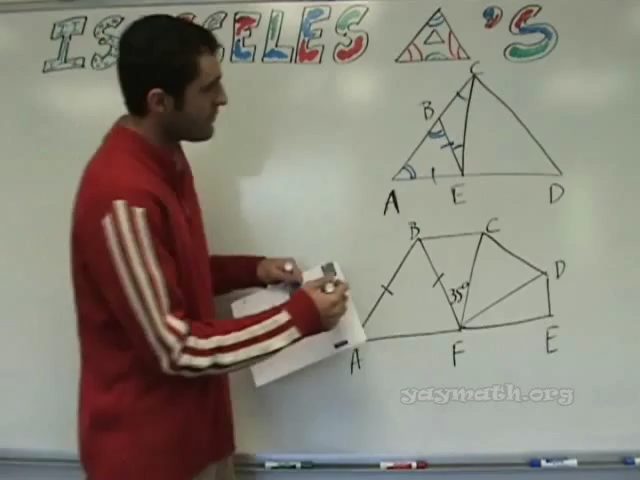 ISOSCELES △'S
C
B
A E D
B C
D
35°
A F E
yaymath.org